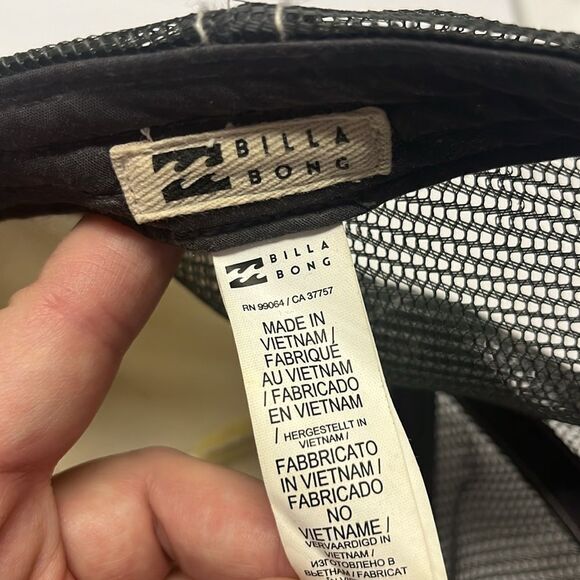 BILLA
BONG
BILLA
BONG
RN 99064 / CA 37757
MADE IN
VIETNAM /
FABRIQUÉ
AU VIETNAM
/ FABRICADO
EN VIETNAM
/ HERGESTELLT IN
VIETNAM /
FABBRICATO
IN VIETNAM /
FABRICADO
NO
VIETNAME /
VERVAARDIGD IN
VIETNAM /
ИЗГОТОВЛЕНО В
ВЬЕТНАМ / FABRICAT